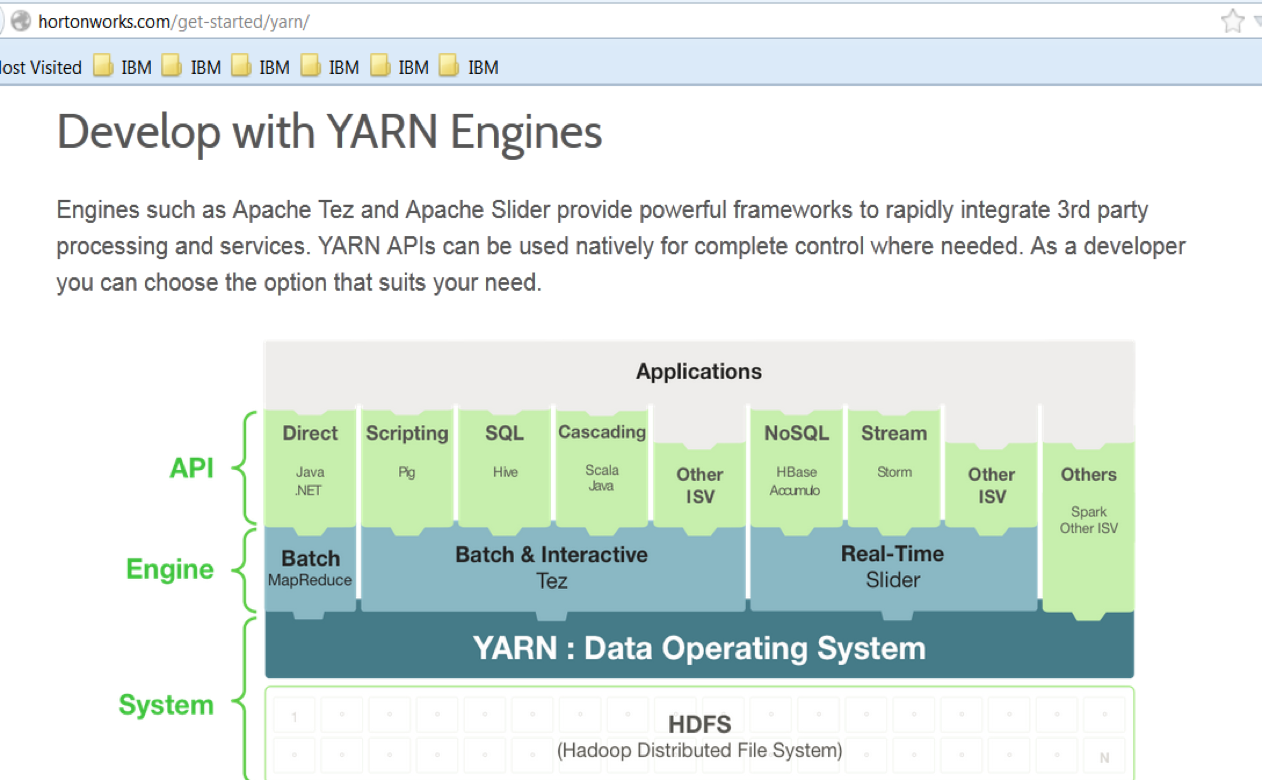 hortonworks.com/get-started/yarn/
ost Visited IBM IBM IBM IBM IBM IBM
Develop with YARN Engines
Engines such as Apache Tez and Apache Slider provide powerful frameworks to rapidly integrate 3rd party
processing and services. YARN APIs can be used natively for complete control where needed. As a developer
you can choose the option that suits your need.
Applications
API
Direct
Java
.NET
Scripting
Pig
SQL
Hive
Cascading
Scala
Java
Other
ISV
NoSQL
HBase
Accumulo
Stream
Storm
Other
ISV
Others
Spark
Other ISV
Engine
Batch
MapReduce
Batch & Interactive
Tez
Real-Time
Slider
System
YARN : Data Operating System
1
HDFS
(Hadoop Distributed File System)
N